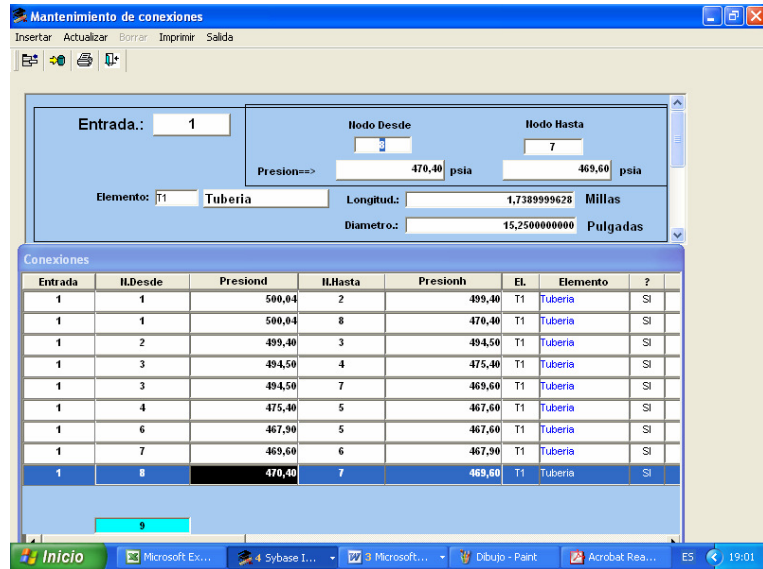 Mantenimiento de conexiones
Insertar Actualizar Borrar Imprimir Salida
Entrada.: 1
Nodo Desde Nodo Hasta
8 7
Presion==> 470,40 psia 469,60 psia
Elemento: T1 Tuberia Longitud.: 1,7389999628 Millas
Diametro.: 15,2500000000 Pulgadas
Conexiones
Entrada N.Desde Presiond N.Hasta Presionh El. Elemento ?
1 1 500,04 2 499,40 T1 Tuberia SI
1 1 500,04 8 470,40 T1 Tuberia SI
1 2 499,40 3 494,50 T1 Tuberia SI
1 3 494,50 4 475,40 T1 Tuberia SI
1 3 494,50 7 469,60 T1 Tuberia SI
1 4 475,40 5 467,60 T1 Tuberia SI
1 6 467,90 5 467,60 T1 Tuberia SI
1 7 469,60 6 467,90 T1 Tuberia SI
1 8 470,40 7 469,60 T1 Tuberia SI
9
Inicio Microsoft Ex... 4 Sybase I... 3 Microsoft... Dibujo - Paint Acrobat Rea... ES 19:01